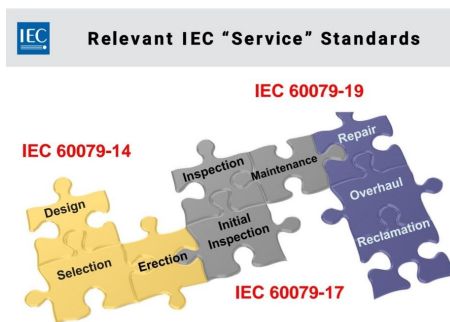 IEC
Relevant IEC "Service" Standards
IEC 60079-19
IEC 60079-14
Design
Selection
Erection
Inspection
Maintenance
Initial
Inspection
Repair
Overhaul
Reclamation
IEC 60079-17